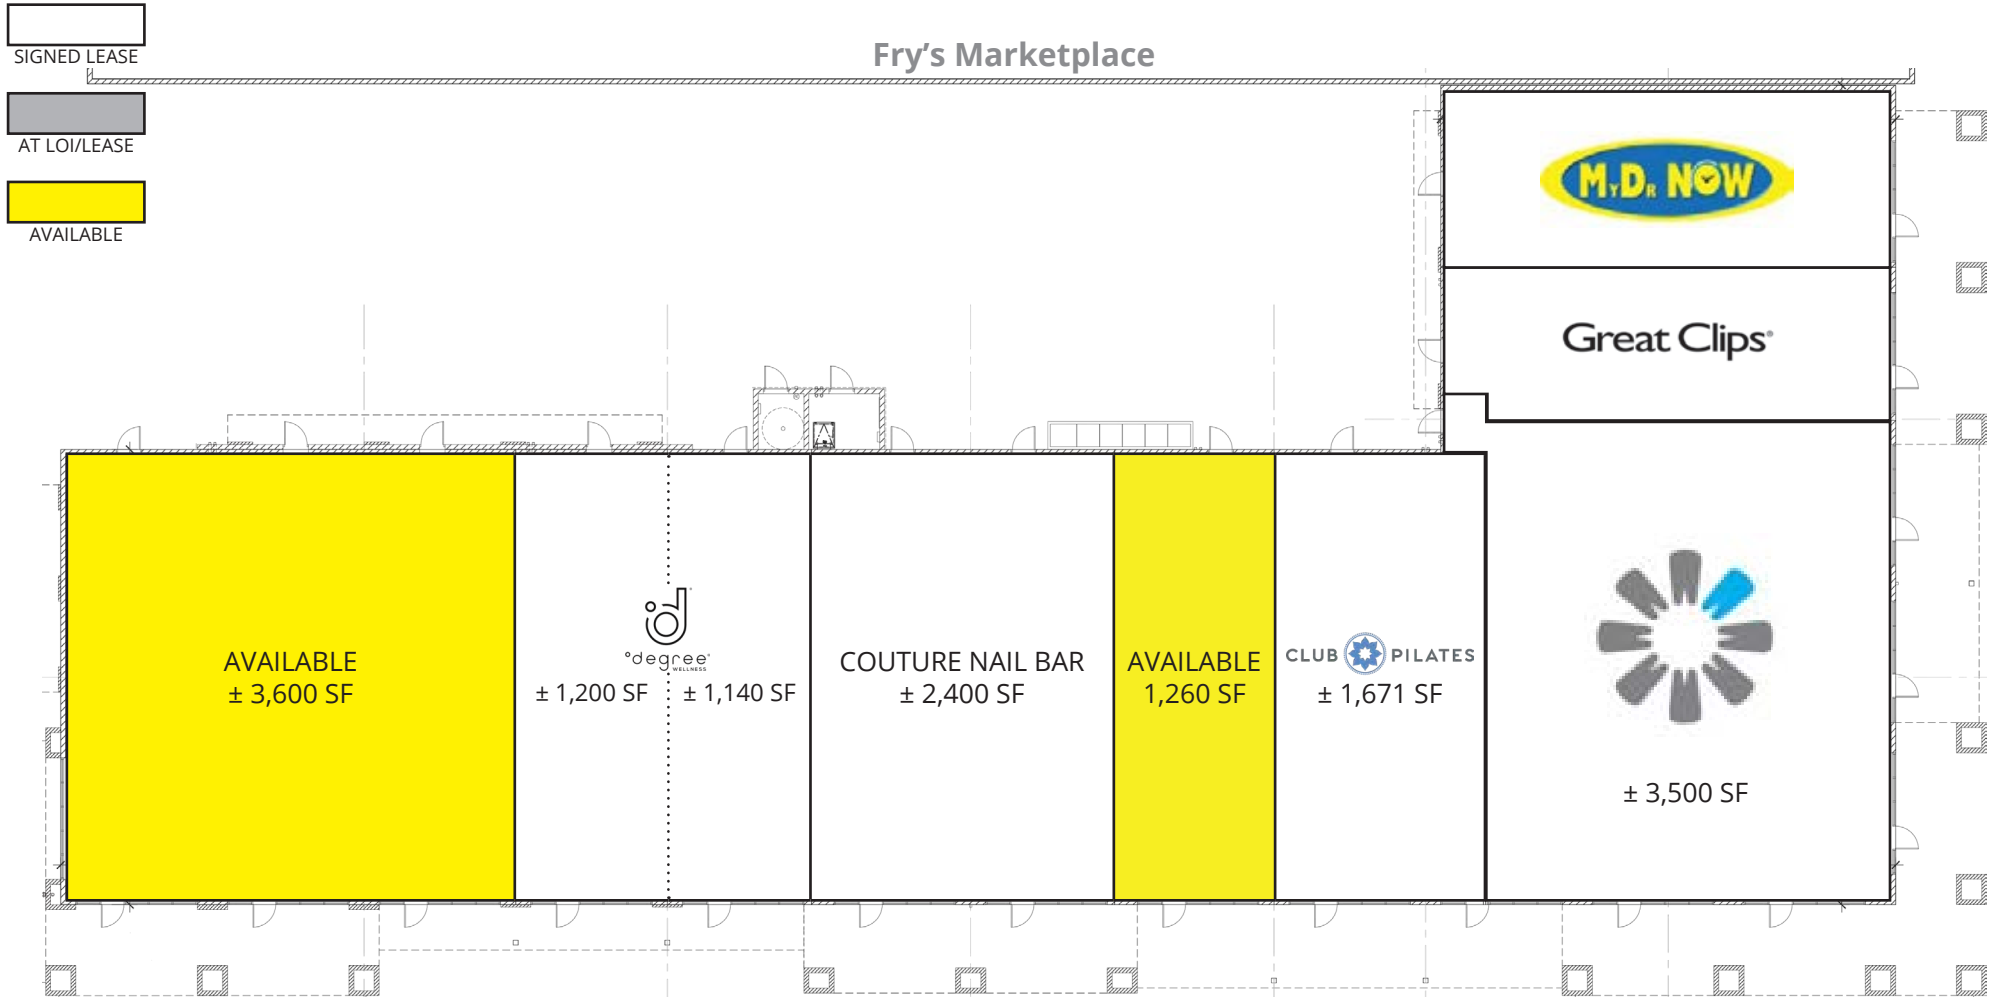 SIGNED LEASE
AT LOI/LEASE
AVAILABLE
Fry's Marketplace
MyDr NOW
Great Clips®
AVAILABLE
± 3,600 SF
°degree°
WELLNESS
± 1,200 SF
± 1,140 SF
COUTURE NAIL BAR
± 2,400 SF
AVAILABLE
1,260 SF
CLUB PILATES
± 1,671 SF
± 3,500 SF